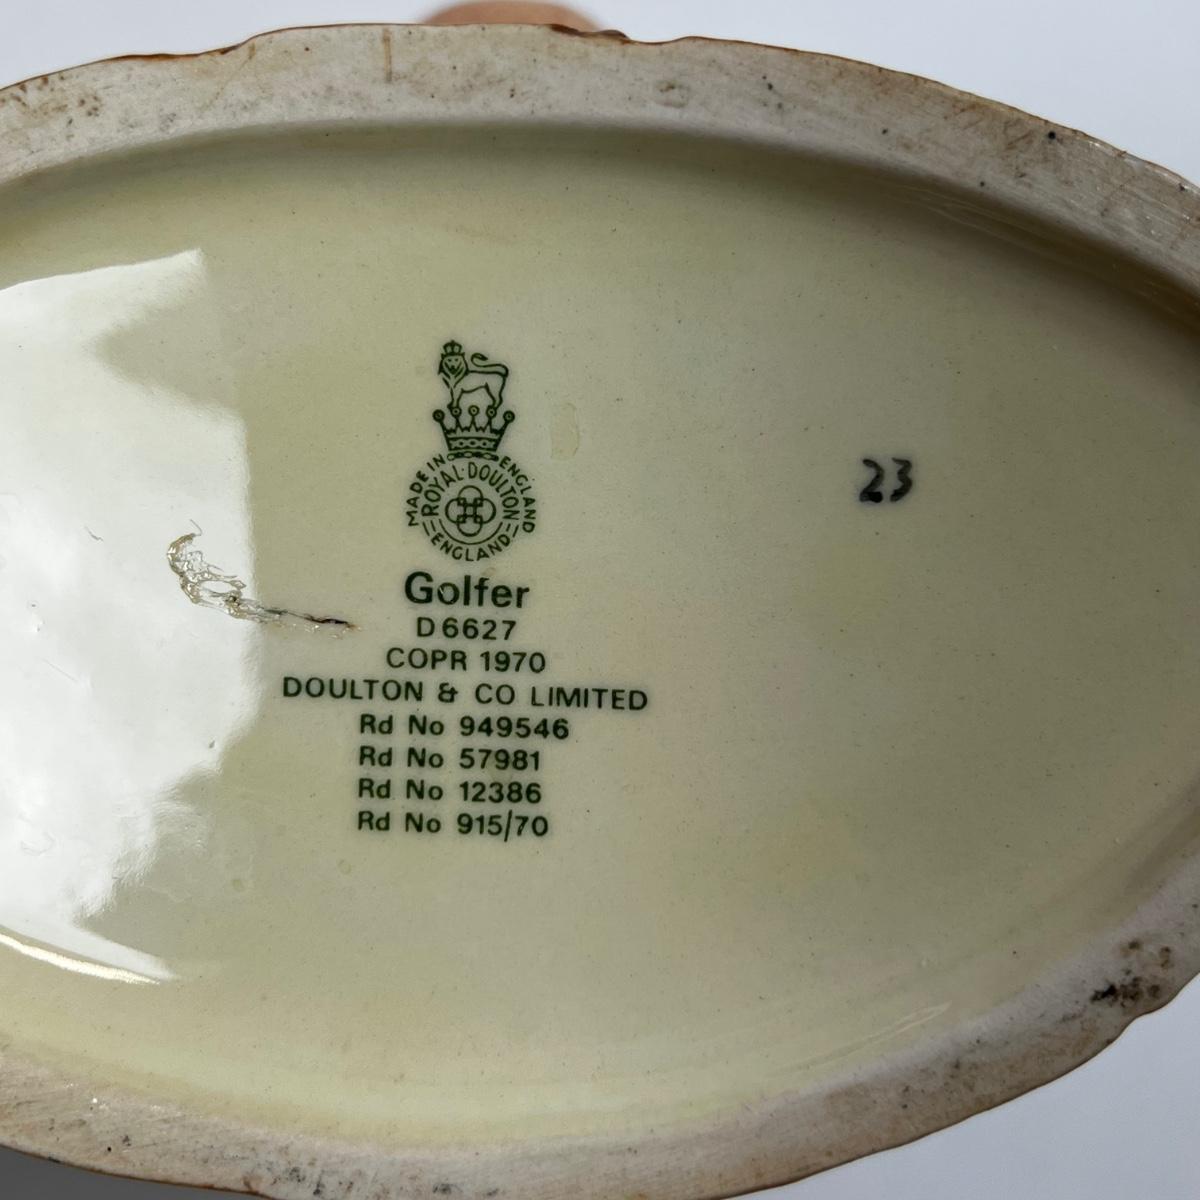 MADE IN ENGLAND
ROYAL·DOULTON
ENGLAND
Golfer
D6627
COPR 1970
DOULTON & CO LIMITED
Rd No 949546
Rd No 57981
Rd No 12386
Rd No 915/70
23